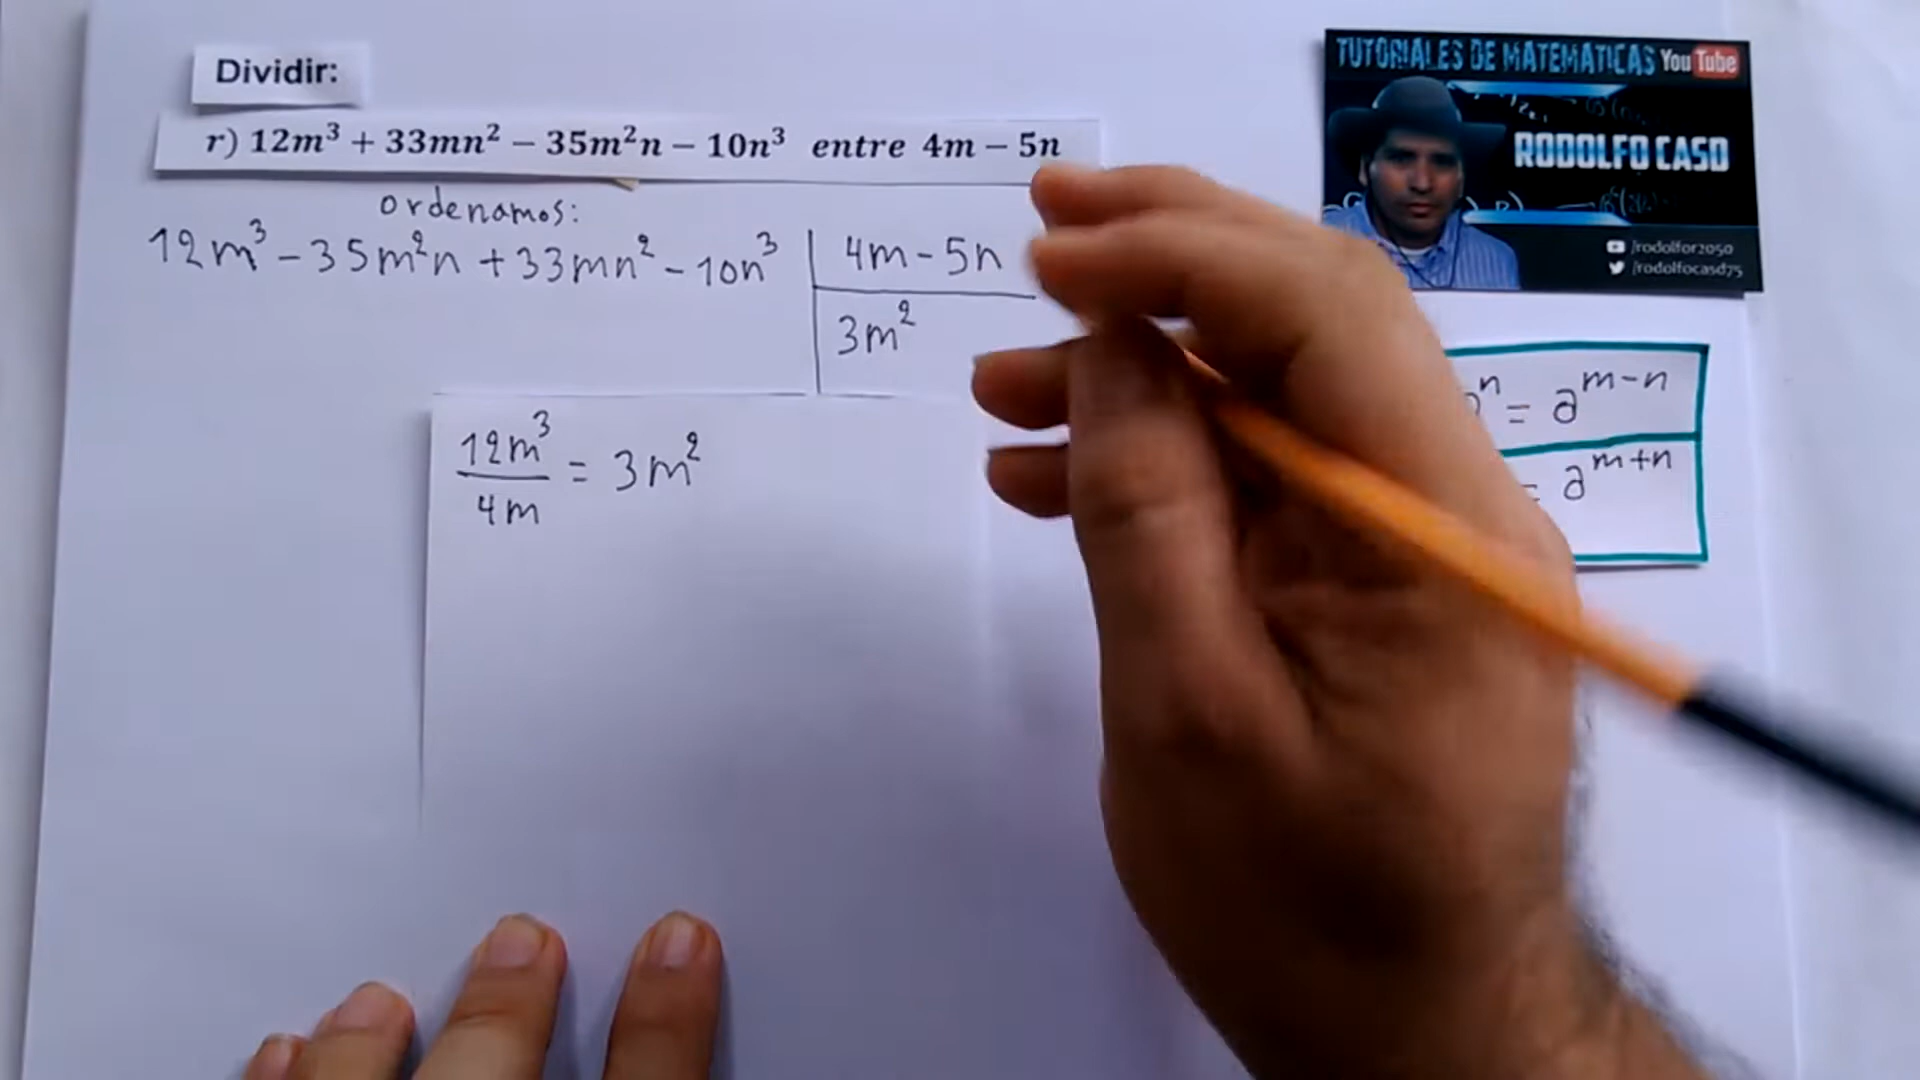 Dividir:
r) 12m³ + 33mn² − 35m²n − 10n³ entre 4m − 5n
ordenamos:
12m³ - 35m²n + 33mn² - 10n³ 4m - 5n
3m²
12m³/4m = 3m²
TUTORIALES DE MATEMATICAS YouTube
RODOLFO CASD
/rodolfor2050
/rodolfocasd75
n = a^m-n
= a^m+n